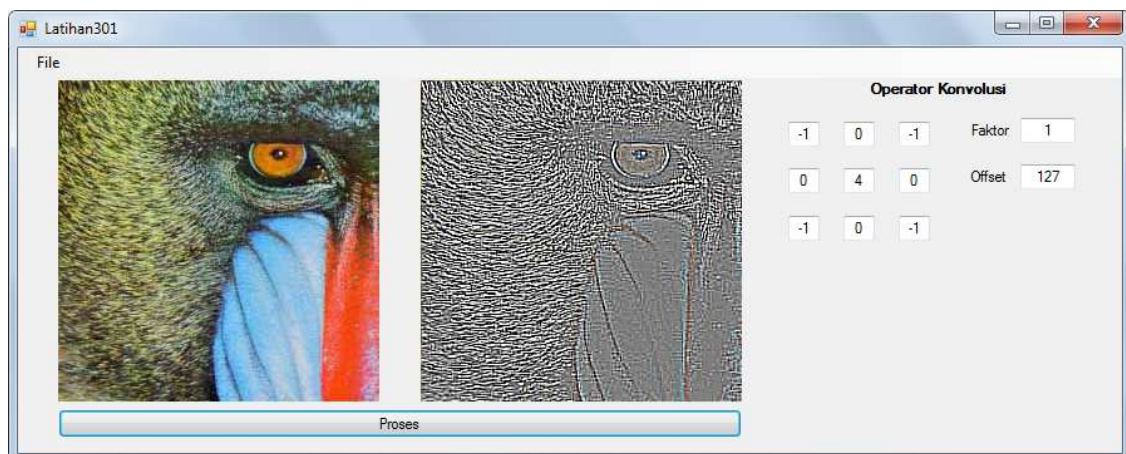 Latihan301
File
Operator Konvolusi
-1 0 -1 Faktor 1
0 4 0 Offset 127
-1 0 -1
Proses